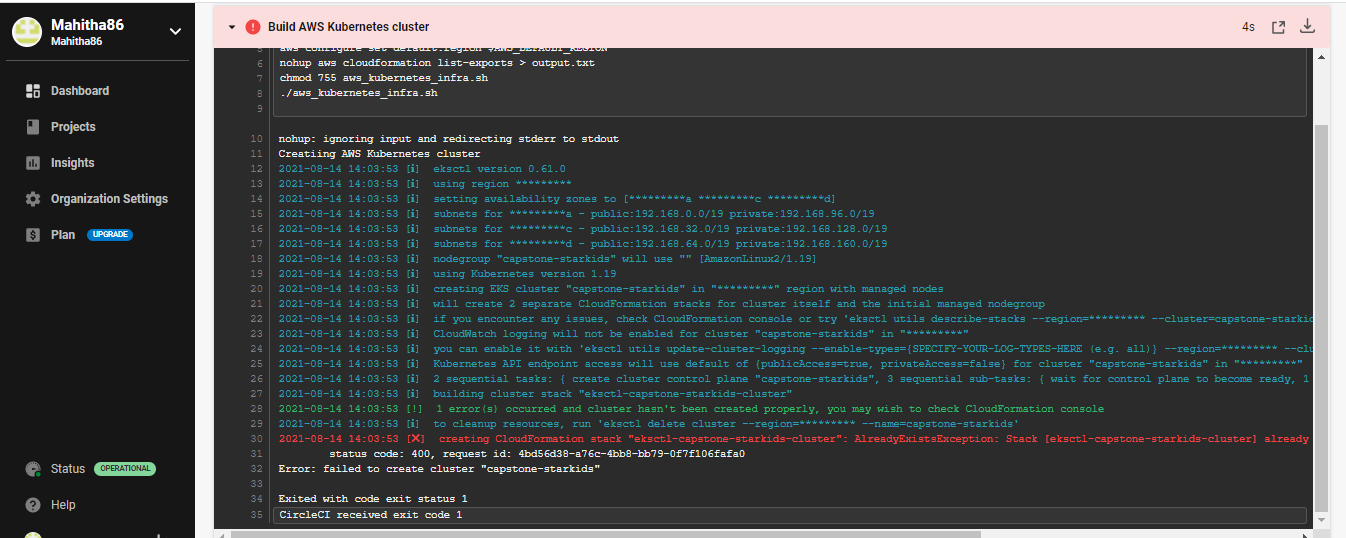 Mahitha86
Mahitha86
Dashboard
Projects
Insights
Organization Settings
Plan UPGRADE
Status OPERATIONAL
Help
Build AWS Kubernetes cluster 4s
5 aws configure set default.region $AWS_DEFAULT_REGION
6 nohup aws cloudformation list-exports > output.txt
7 chmod 755 aws_kubernetes_infra.sh
8 ./aws_kubernetes_infra.sh
9
10 nohup: ignoring input and redirecting stderr to stdout
11 Creatiing AWS Kubernetes cluster
12 2021-08-14 14:03:53 [ℹ] eksctl version 0.61.0
13 2021-08-14 14:03:53 [ℹ] using region *********
14 2021-08-14 14:03:53 [ℹ] setting availability zones to [*********a *********c *********d]
15 2021-08-14 14:03:53 [ℹ] subnets for *********a - public:192.168.0.0/19 private:192.168.96.0/19
16 2021-08-14 14:03:53 [ℹ] subnets for *********c - public:192.168.32.0/19 private:192.168.128.0/19
17 2021-08-14 14:03:53 [ℹ] subnets for *********d - public:192.168.64.0/19 private:192.168.160.0/19
18 2021-08-14 14:03:53 [ℹ] nodegroup "capstone-starkids" will use "" [AmazonLinux2/1.19]
19 2021-08-14 14:03:53 [ℹ] using Kubernetes version 1.19
20 2021-08-14 14:03:53 [ℹ] creating EKS cluster "capstone-starkids" in "*********" region with managed nodes
21 2021-08-14 14:03:53 [ℹ] will create 2 separate CloudFormation stacks for cluster itself and the initial managed nodegroup
22 2021-08-14 14:03:53 [ℹ] if you encounter any issues, check CloudFormation console or try 'eksctl utils describe-stacks --region=********* --cluster=capstone-starkid
23 2021-08-14 14:03:53 [ℹ] CloudWatch logging will not be enabled for cluster "capstone-starkids" in "*********"
24 2021-08-14 14:03:53 [ℹ] you can enable it with 'eksctl utils update-cluster-logging --enable-types={SPECIFY-YOUR-LOG-TYPES-HERE (e.g. all)} --region=********* --clu
25 2021-08-14 14:03:53 [ℹ] Kubernetes API endpoint access will use default of {publicAccess=true, privateAccess=false} for cluster "capstone-starkids" in "*********"
26 2021-08-14 14:03:53 [ℹ] 2 sequential tasks: { create cluster control plane "capstone-starkids", 3 sequential sub-tasks: { wait for control plane to become ready, 1
27 2021-08-14 14:03:53 [ℹ] building cluster stack "eksctl-capstone-starkids-cluster"
28 2021-08-14 14:03:53 [!] 1 error(s) occurred and cluster hasn't been created properly, you may wish to check CloudFormation console
29 2021-08-14 14:03:53 [ℹ] to cleanup resources, run 'eksctl delete cluster --region=********* --name=capstone-starkids'
30 2021-08-14 14:03:53 [✖] creating CloudFormation stack "eksctl-capstone-starkids-cluster": AlreadyExistsException: Stack [eksctl-capstone-starkids-cluster] already
31 status code: 400, request id: 4bd56d38-a76c-4bb8-bb79-0f7f106fafa0
32 Error: failed to create cluster "capstone-starkids"
33
34 Exited with code exit status 1
35 CircleCI received exit code 1